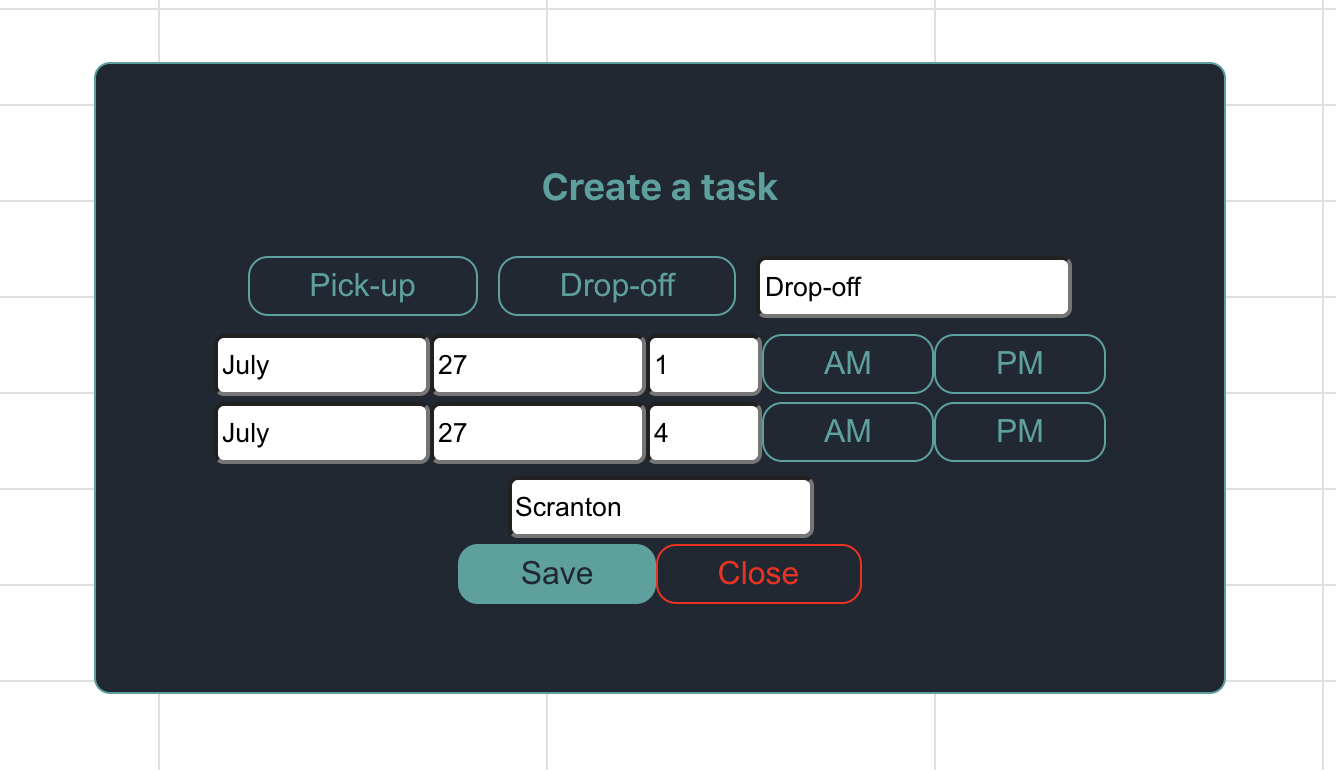 Create a task
Pick-up Drop-off Drop-off
July 27 1 AM PM
July 27 4 AM PM
Scranton
Save Close